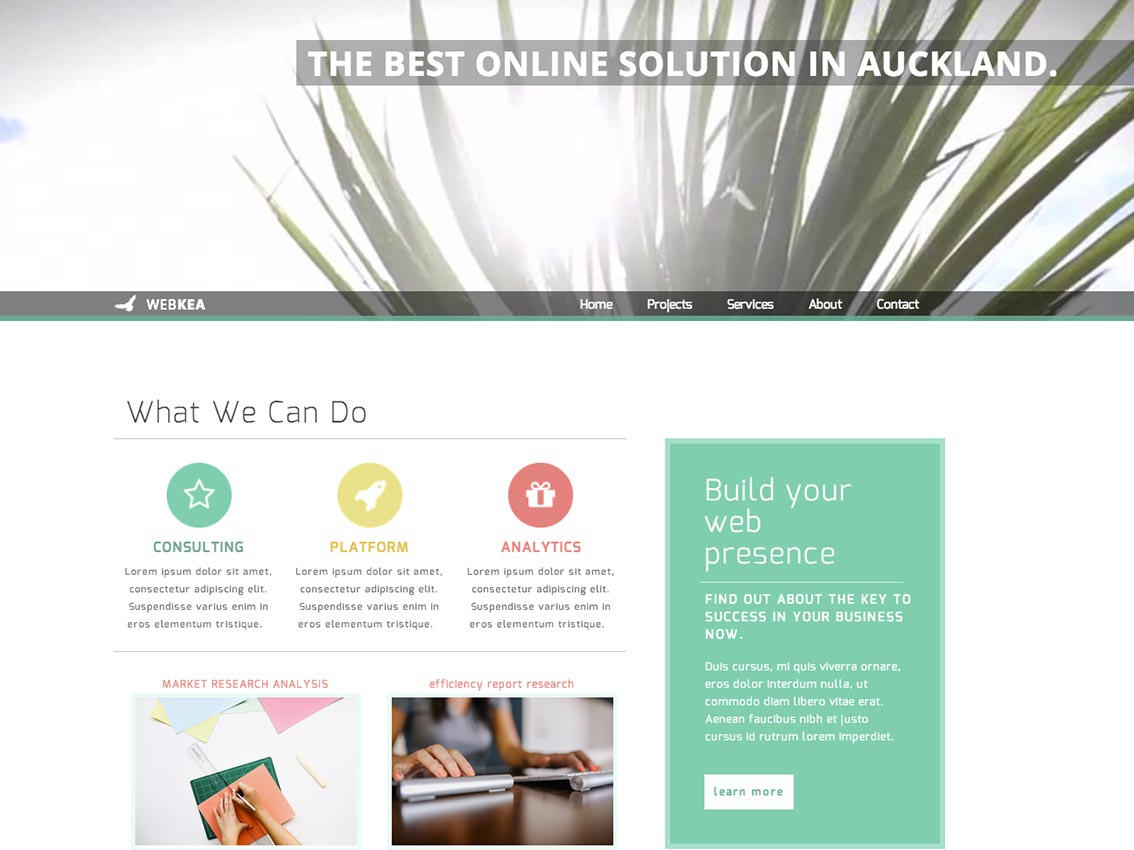 THE BEST ONLINE SOLUTION IN AUCKLAND.
WEBKEA
Home Projects Services About Contact
What We Can Do
CONSULTING
Lorem ipsum dolor sit amet,
consectetur adipiscing elit.
Suspendisse varius enim in
eros elementum tristique.
PLATFORM
Lorem ipsum dolor sit amet,
consectetur adipiscing elit.
Suspendisse varius enim in
eros elementum tristique.
ANALYTICS
Lorem ipsum dolor sit amet,
consectetur adipiscing elit.
Suspendisse varius enim in
eros elementum tristique.
MARKET RESEARCH ANALYSIS
efficiency report research
Build your
web
presence
FIND OUT ABOUT THE KEY TO
SUCCESS IN YOUR BUSINESS
NOW.
Duis cursus, mi quis viverra ornare,
eros dolor interdum nulla, ut
commodo diam libero vitae erat.
Aenean faucibus nibh et justo
cursus id rutrum lorem imperdiet.
learn more